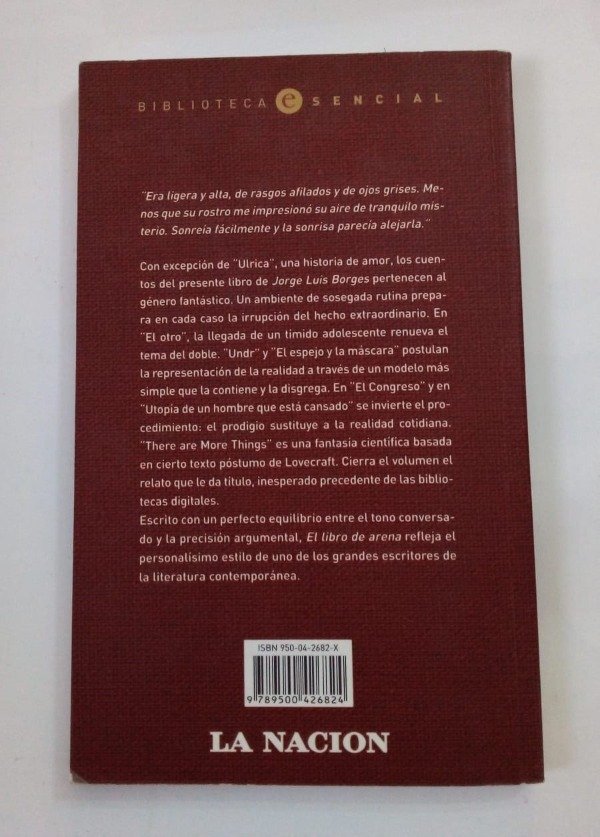 BIBLIOTECA eSENCIAL
"Era ligera y alta, de rasgos afilados y de ojos grises. Me-
nos que su rostro me impresionó su aire de tranquilo mis-
terio. Sonreía fácilmente y la sonrisa parecía alejarla."
Con excepción de "Ulrica", una historia de amor, los cuen-
tos del presente libro de Jorge Luis Borges pertenecen al
género fantástico. Un ambiente de sosegada rutina prepa-
ra en cada caso la irrupción del hecho extraordinario. En
"El otro", la llegada de un tímido adolescente renueva el
tema del doble. "Undr" y "El espejo y la máscara" postulan
la representación de la realidad a través de un modelo más
simple que la contiene y la disgrega. En "El Congreso" y en
"Utopía de un hombre que está cansado" se invierte el pro-
cedimiento: el prodigio sustituye a la realidad cotidiana.
"There are More Things" es una fantasía científica basada
en cierto texto póstumo de Lovecraft. Cierra el volumen el
relato que le da título, inesperado precedente de las biblio-
tecas digitales.
Escrito con un perfecto equilibrio entre el tono conversa-
do y la precisión argumental, El libro de arena refleja el
personalísimo estilo de uno de los grandes escritores de
la literatura contemporánea.
ISBN 950-04-2682-X
9 789500 426824
LA NACION